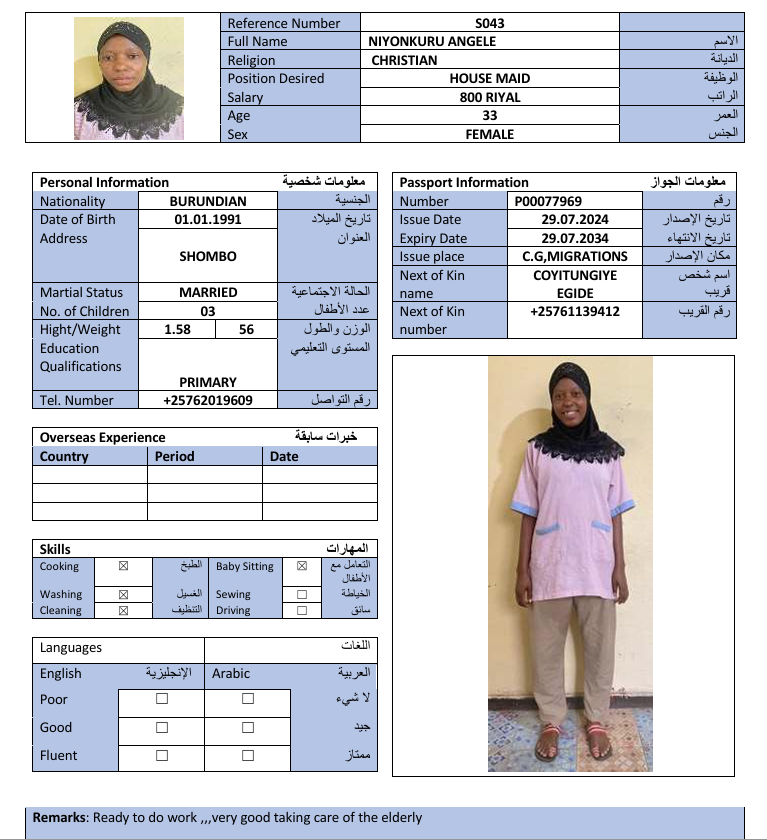 Reference Number S043
Full Name NIYONKURU ANGELE الاسم
Religion CHRISTIAN الديانة
Position Desired HOUSE MAID الوظيفة
Salary 800 RIYAL الراتب
Age 33 العمر
Sex FEMALE الجنس
Personal Information معلومات شخصية
Nationality BURUNDIAN الجنسية
Date of Birth 01.01.1991 تاريخ الميلاد
Address العنوان
SHOMBO
Martial Status MARRIED الحالة الاجتماعية
No. of Children 03 عدد الأطفال
Hight/Weight 1.58 56 الوزن والطول
Education المستوى التعليمي
Qualifications
PRIMARY
Tel. Number +25762019609 رقم التواصل
Passport Information معلومات الجواز
Number P00077969 رقم
Issue Date 29.07.2024 تاريخ الإصدار
Expiry Date 29.07.2034 تاريخ الانتهاء
Issue place C.G,MIGRATIONS مكان الإصدار
Next of Kin COYITUNGIYE اسم شخص
name EGIDE قريب
Next of Kin +25761139412 رقم القريب
number
Overseas Experience خبرات سابقة
Country Period Date
Skills المهارات
Cooking ☒ الطبخ Baby Sitting ☒ التعامل مع
الأطفال
Washing ☒ الغسيل Sewing ☐ الخياطة
Cleaning ☒ التنظيف Driving ☐ سائق
Languages اللغات
English الإنجليزية Arabic العربية
Poor ☐ ☐ لا شيء
Good ☐ ☐ جيد
Fluent ☐ ☐ ممتاز
Remarks: Ready to do work ,,,very good taking care of the elderly